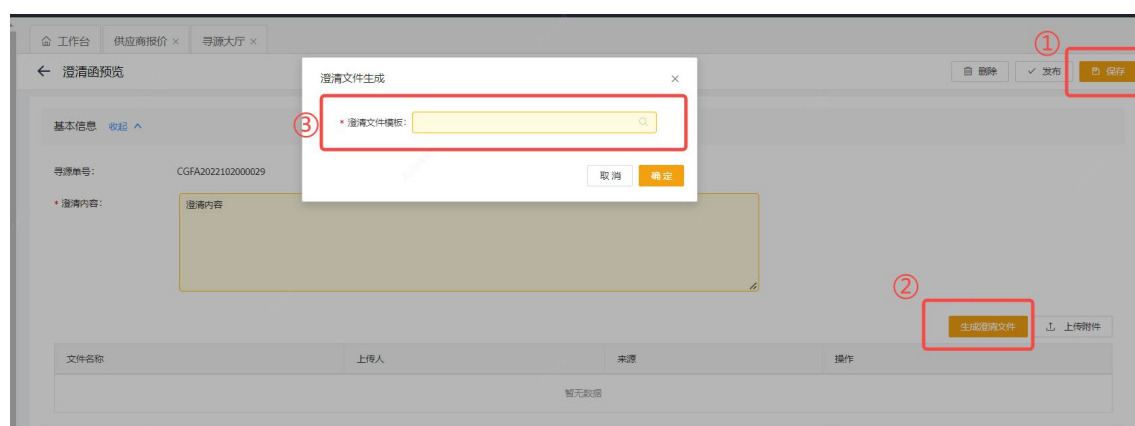 工作台 供应商报价 × 寻源大厅 ×
①
← 澄清函预览
删除 发布 保存
澄清文件生成 ×
③ * 澄清文件模板：
取消 确定
基本信息 收起
寻源单号： CGFA2022102000029
* 澄清内容： 澄清内容
②
生成澄清文件 上传附件
文件名称 上传人 来源 操作
暂无数据